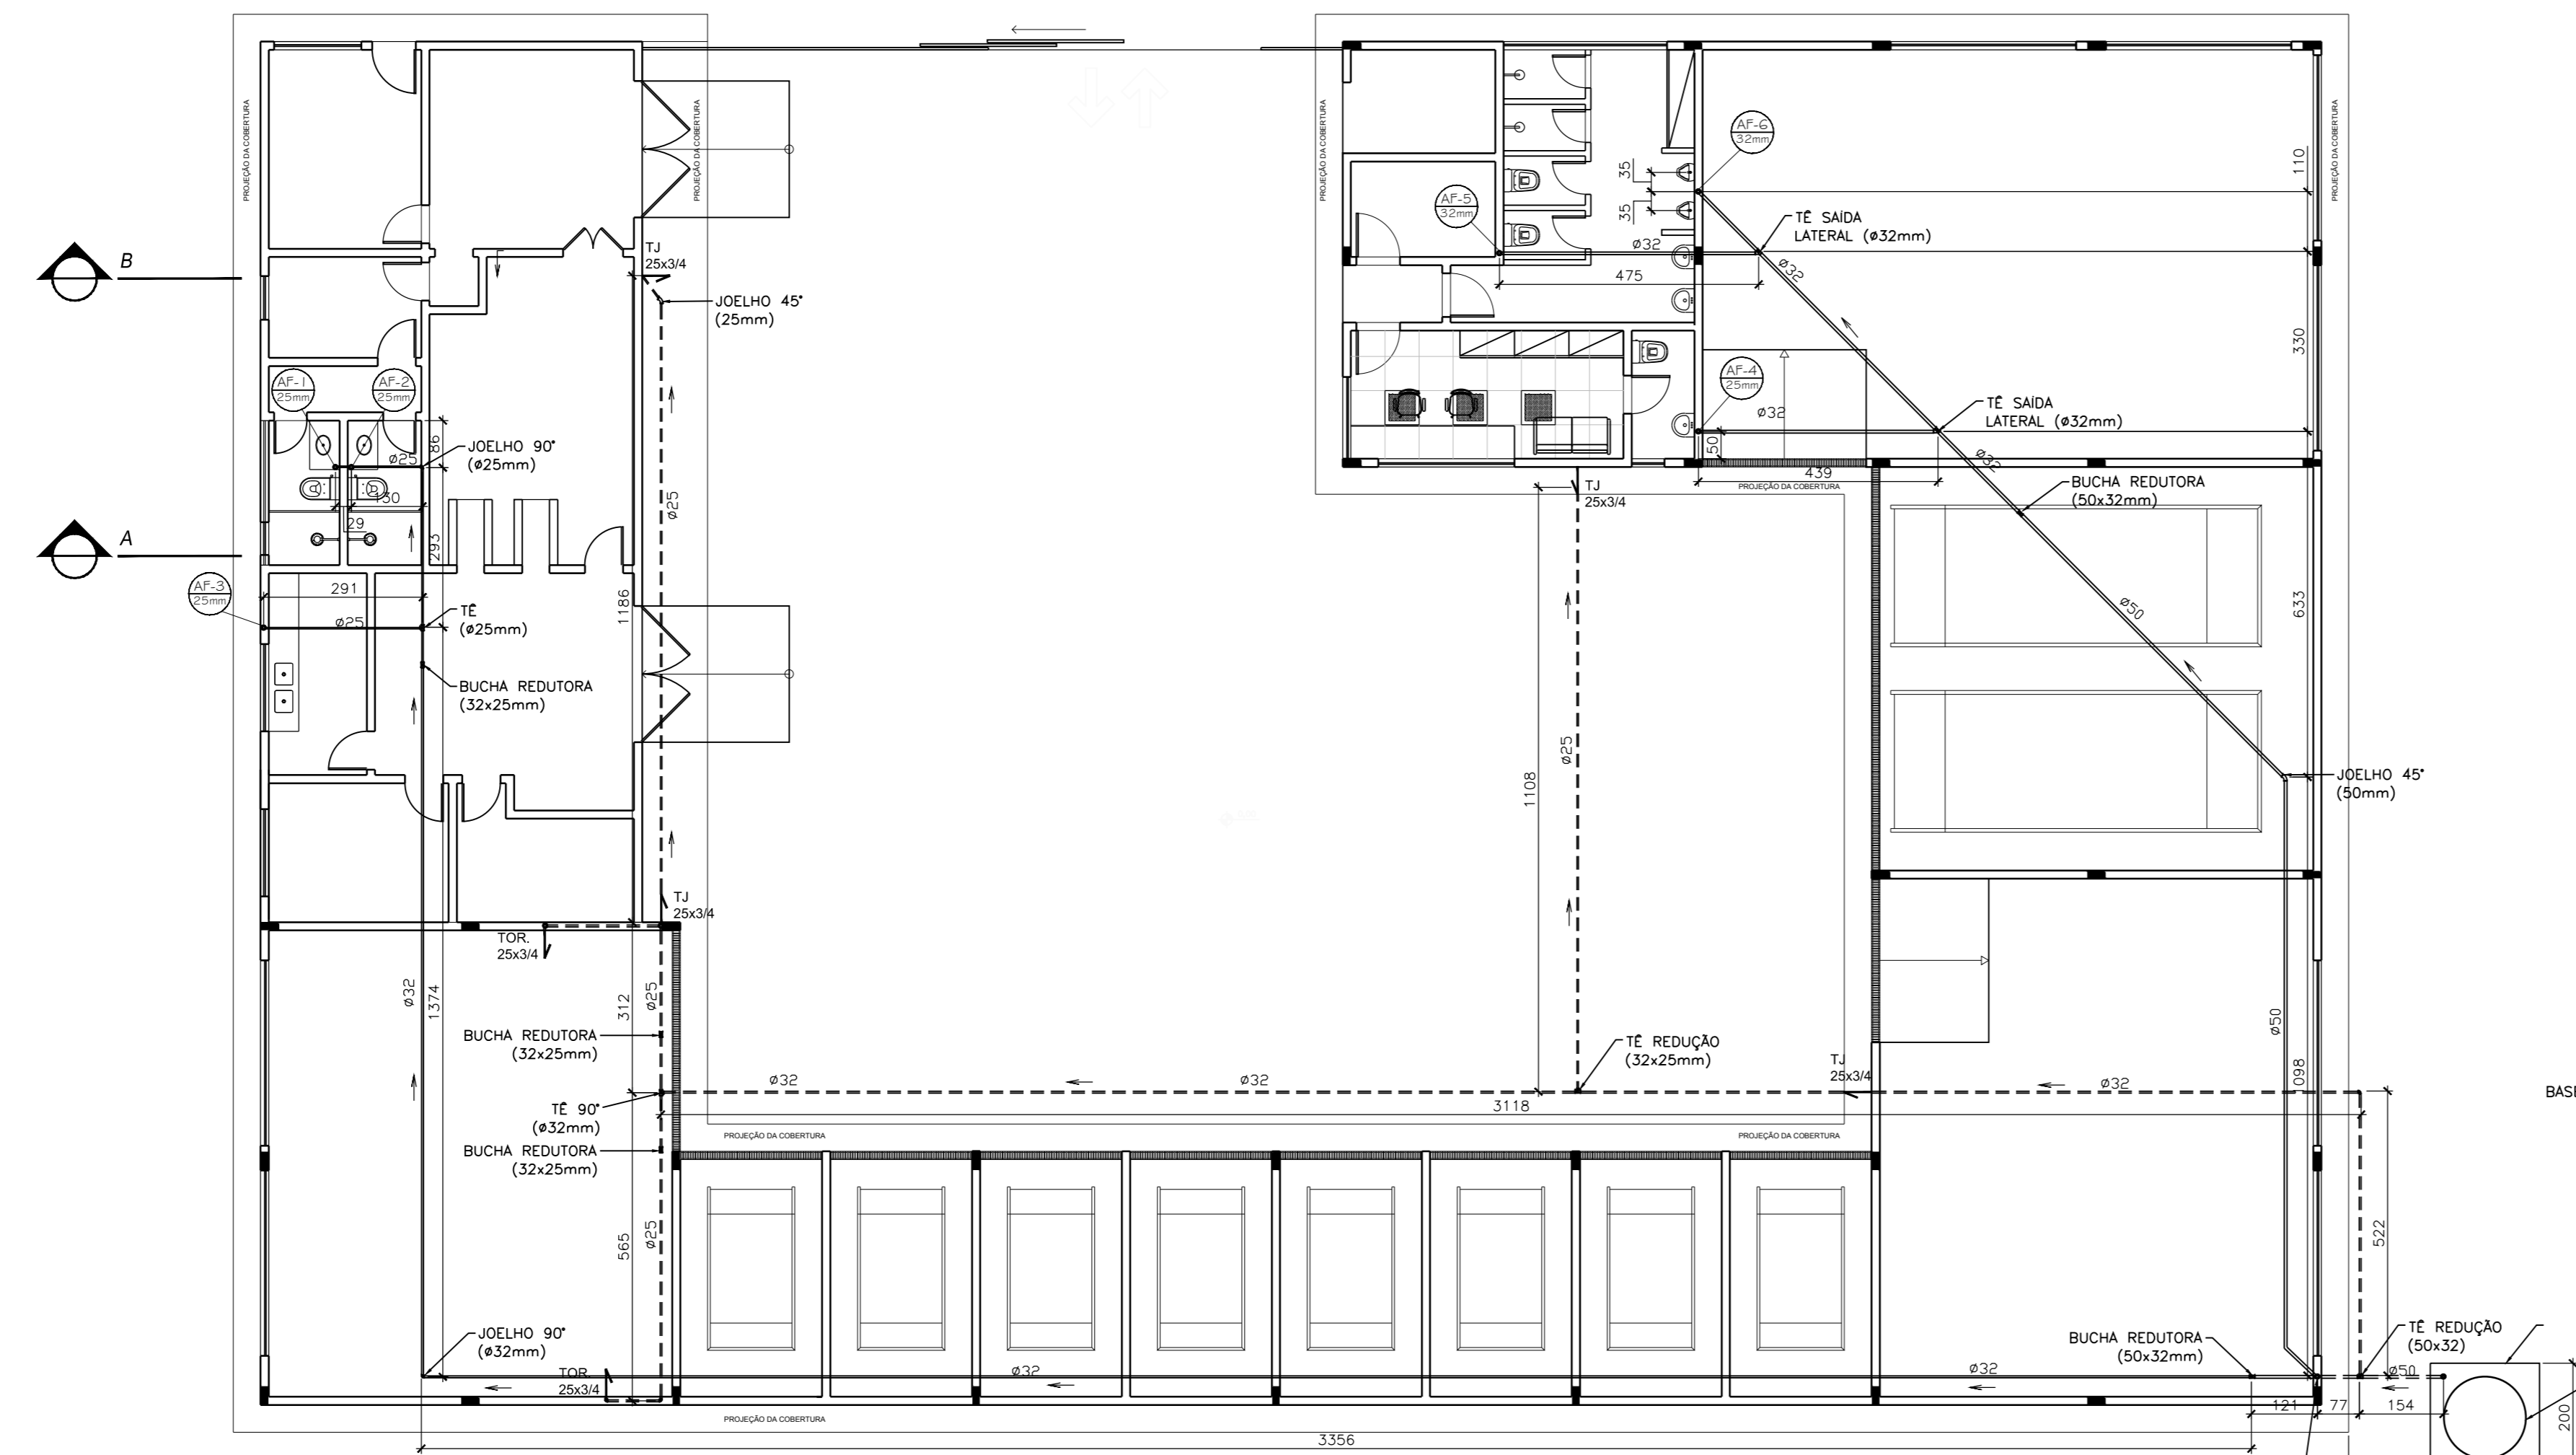 PROJEÇÃO DA COBERTURA
PROJEÇÃO DA COBERTURA
PROJEÇÃO DA COBERTURA
PROJEÇÃO DA COBERTURA
AF-6
32mm
110
35
35
AF-5
32mm
TÊ SAÍDA
LATERAL (ø32mm)
ø32
ø32
475
B
TJ
25x3/4
JOELHO 45°
(25mm)
330
AF-1
25mm
AF-2
25mm
AF-4
25mm
ø32
TÊ SAÍDA
LATERAL (ø32mm)
86
JOELHO 90°
(ø25mm)
ø25
50
439
ø32
PROJEÇÃO DA COBERTURA
BUCHA REDUTORA
(50x32mm)
TJ
25x3/4
130
29
293
ø25
A
AF-3
25mm
291
ø25
TÊ
(ø25mm)
1186
633
ø50
BUCHA REDUTORA
(32x25mm)
ø25
1108
JOELHO 45°
(50mm)
TJ
25x3/4
TOR.
25x3/4
ø32
1374
312
ø25
ø50
BUCHA REDUTORA
(32x25mm)
TÊ REDUÇÃO
(32x25mm)
TJ
25x3/4
1098
ø32
ø32
ø32
BASE
TÊ 90°
(ø32mm)
3118
BUCHA REDUTORA
(32x25mm)
PROJEÇÃO DA COBERTURA
PROJEÇÃO DA COBERTURA
565
ø25
522
JOELHO 90°
(ø32mm)
BUCHA REDUTORA
(50x32mm)
TÊ REDUÇÃO
(50x32)
TOR.
25x3/4
ø32
ø32
ø50
121
77
154
200
PROJEÇÃO DA COBERTURA
3356